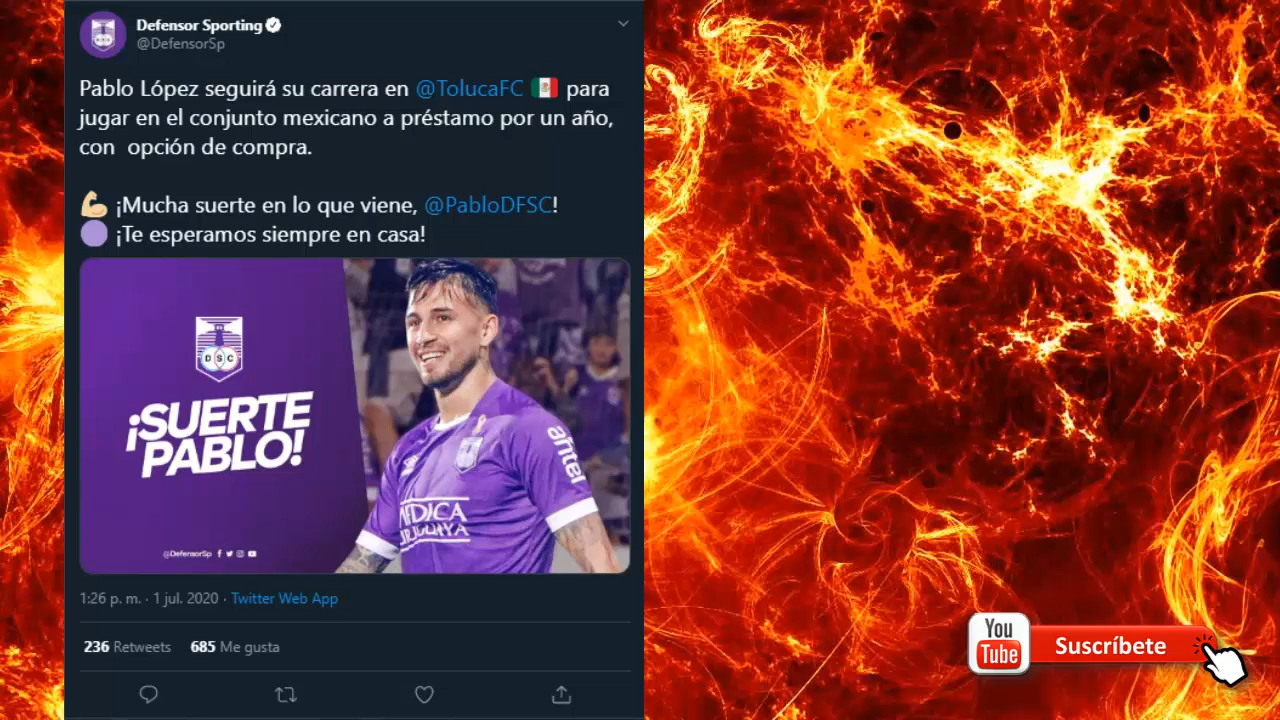 Defensor Sporting
@DefensorSp
Pablo López seguirá su carrera en @TolucaFC 🇲🇽 para
jugar en el conjunto mexicano a préstamo por un año,
con opción de compra.
💪🏼 ¡Mucha suerte en lo que viene, @PabloDFSC!
🟣 ¡Te esperamos siempre en casa!
DSC
¡SUERTE
PABLO!
@DefensorSp
antel
MEDICA
URUGUAYA
1:26 p. m. · 1 jul. 2020 · Twitter Web App
236 Retweets 685 Me gusta
You
Tube
Suscríbete